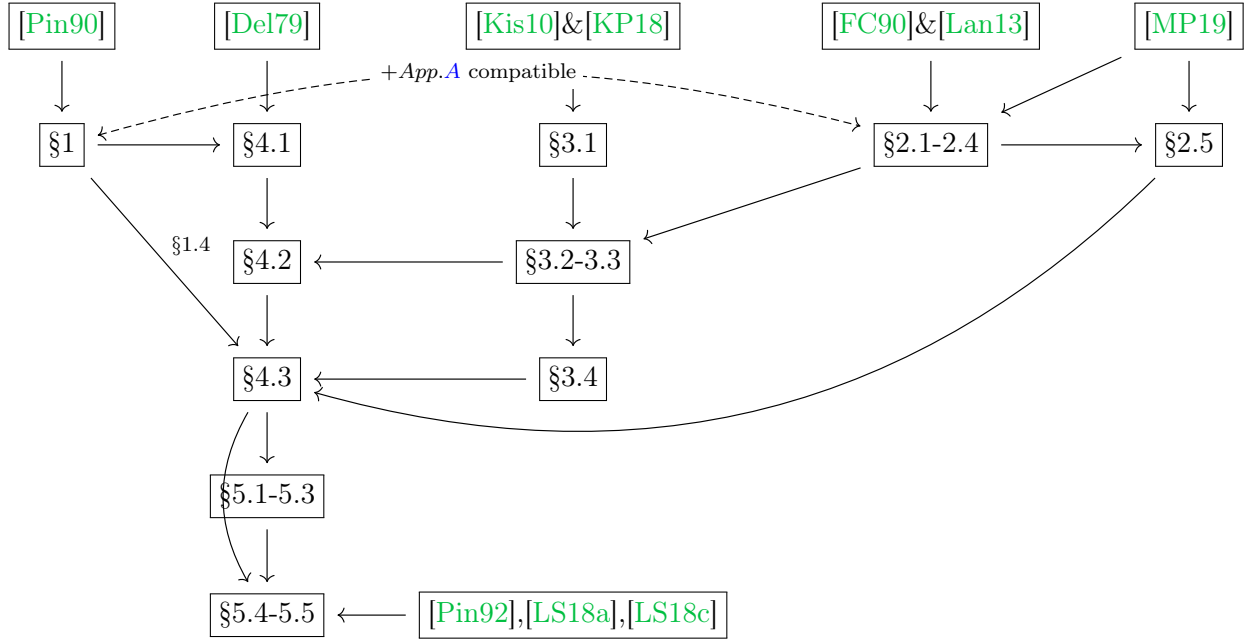 [Pin90] [Del79] [Kis10]&[KP18] [FC90]&[Lan13] [MP19]
+App.A compatible
§1 §4.1 §3.1 §2.1-2.4 §2.5
§1.4
§4.2 §3.2-3.3
§4.3 §3.4
§5.1-5.3
§5.4-5.5 [Pin92],[LS18a],[LS18c]